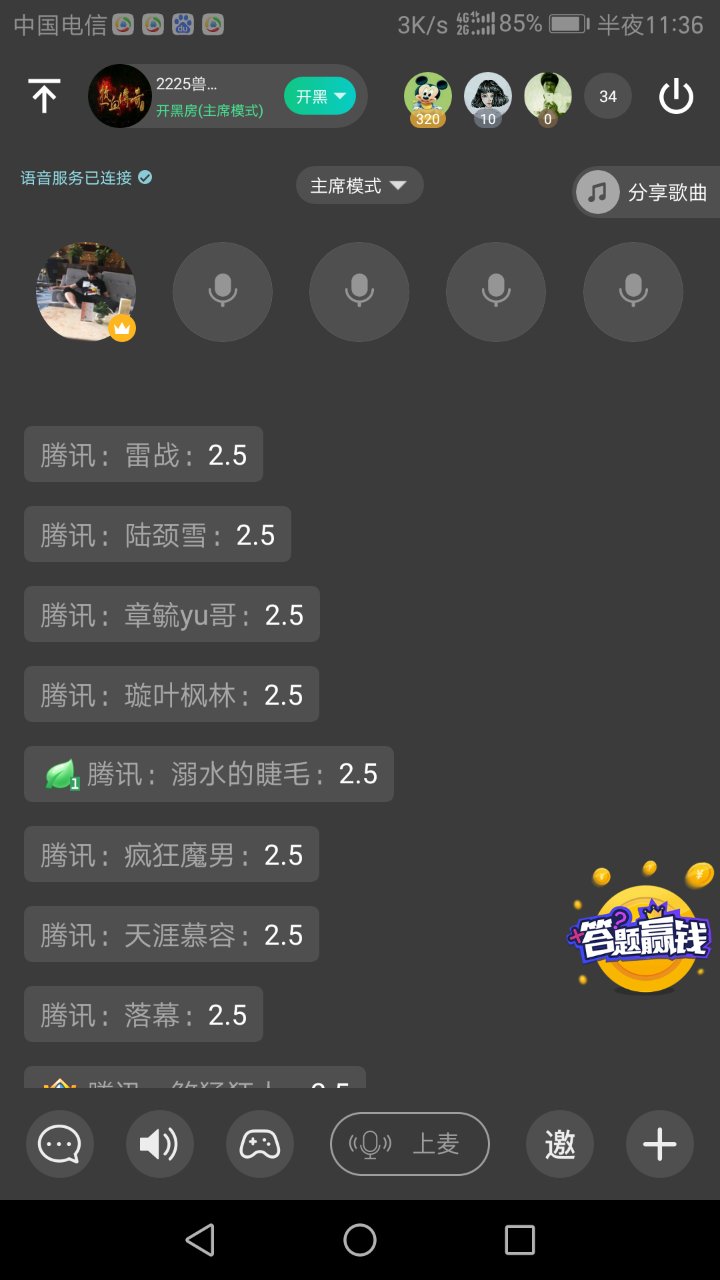 中国电信
3K/s 4G 2G 85% 半夜11:36
2225兽...
开黑房(主席模式)
开黑
320
10
0
34
语音服务已连接
主席模式
分享歌曲
腾讯：雷战：2.5
腾讯：陆颈雪：2.5
腾讯：章毓yu哥：2.5
腾讯：璇叶枫林：2.5
1 腾讯：溺水的睫毛：2.5
腾讯：疯狂魔男：2.5
腾讯：天涯慕容：2.5
答题赢钱
腾讯：落幕：2.5
上麦
邀